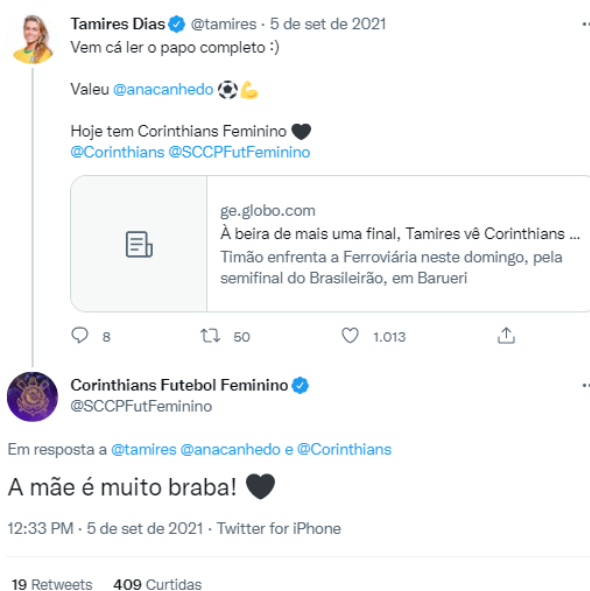 Tamires Dias @tamires · 5 de set de 2021
Vem cá ler o papo completo :)
Valeu @anacanhedo ⚽💪
Hoje tem Corinthians Feminino 🖤
@Corinthians @SCCPFutFeminino
ge.globo.com
À beira de mais uma final, Tamires vê Corinthians ...
Timão enfrenta a Ferroviária neste domingo, pela
semifinal do Brasileirão, em Barueri
8 50 1.013
Corinthians Futebol Feminino
@SCCPFutFeminino
Em resposta a @tamires @anacanhedo e @Corinthians
A mãe é muito braba! 🖤
12:33 PM · 5 de set de 2021 · Twitter for iPhone
19 Retweets 409 Curtidas